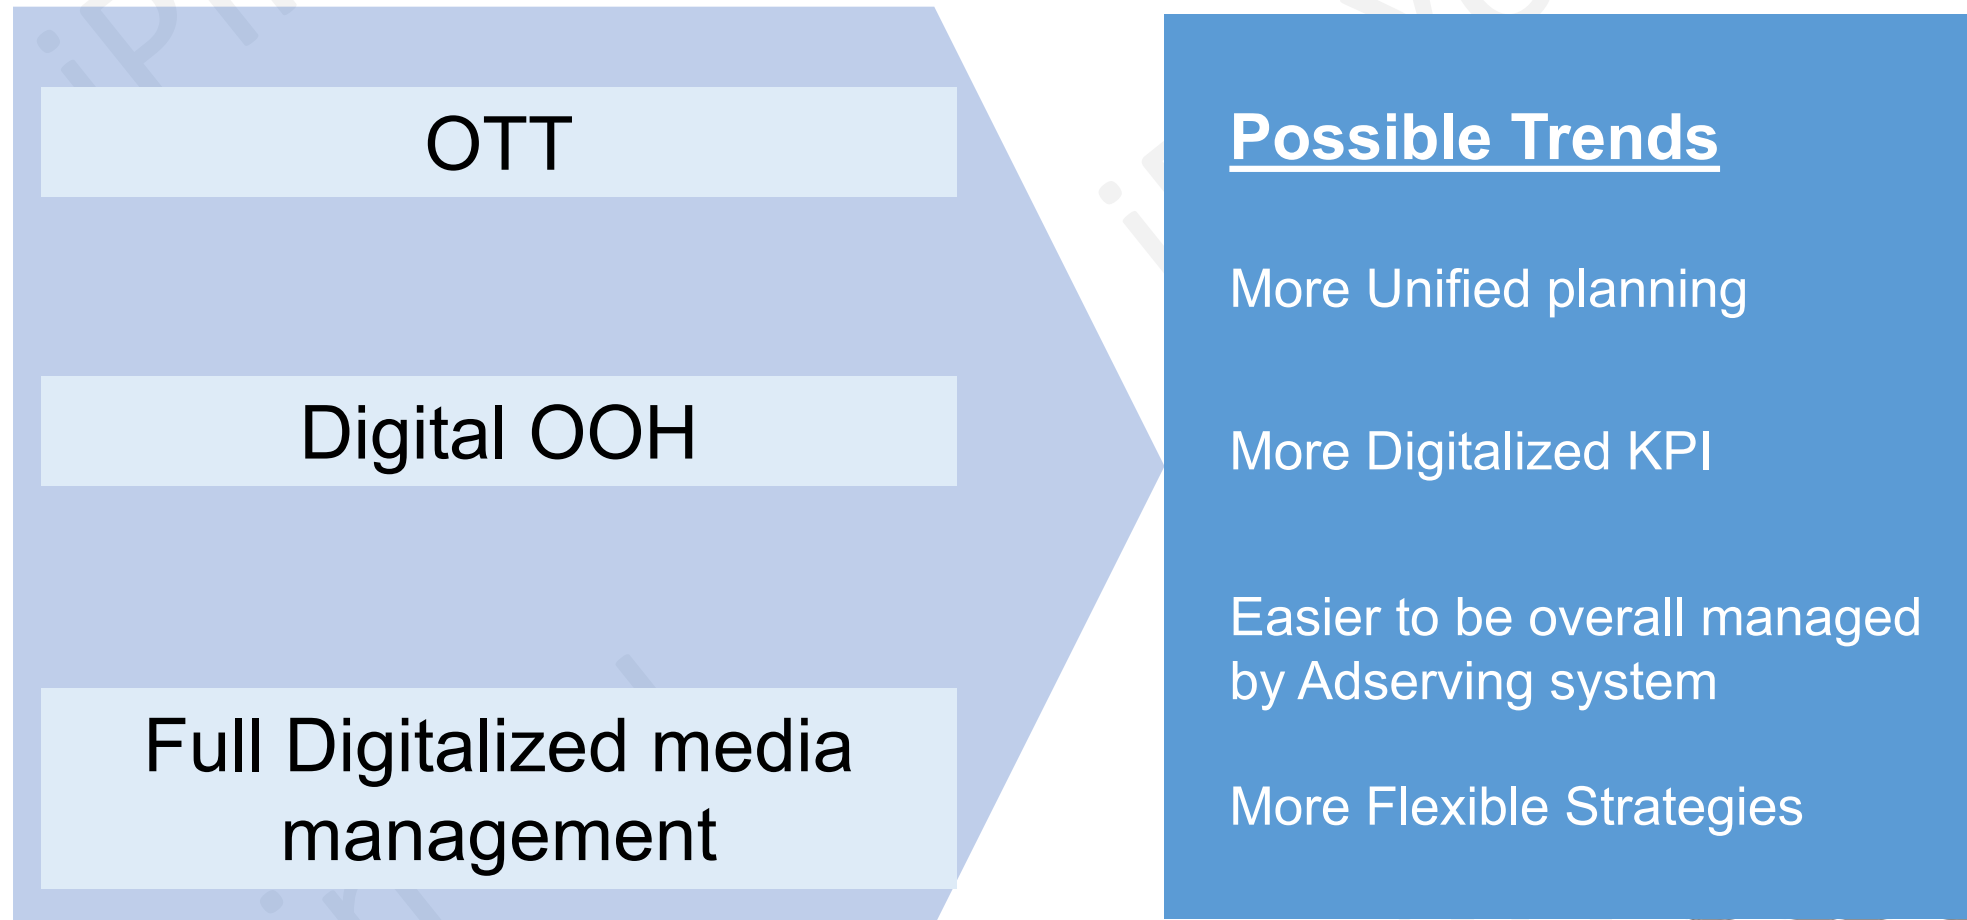 OTT
Digital OOH
Full Digitalized media
management
Possible Trends
More Unified planning
More Digitalized KPI
Easier to be overall managed
by Adserving system
More Flexible Strategies